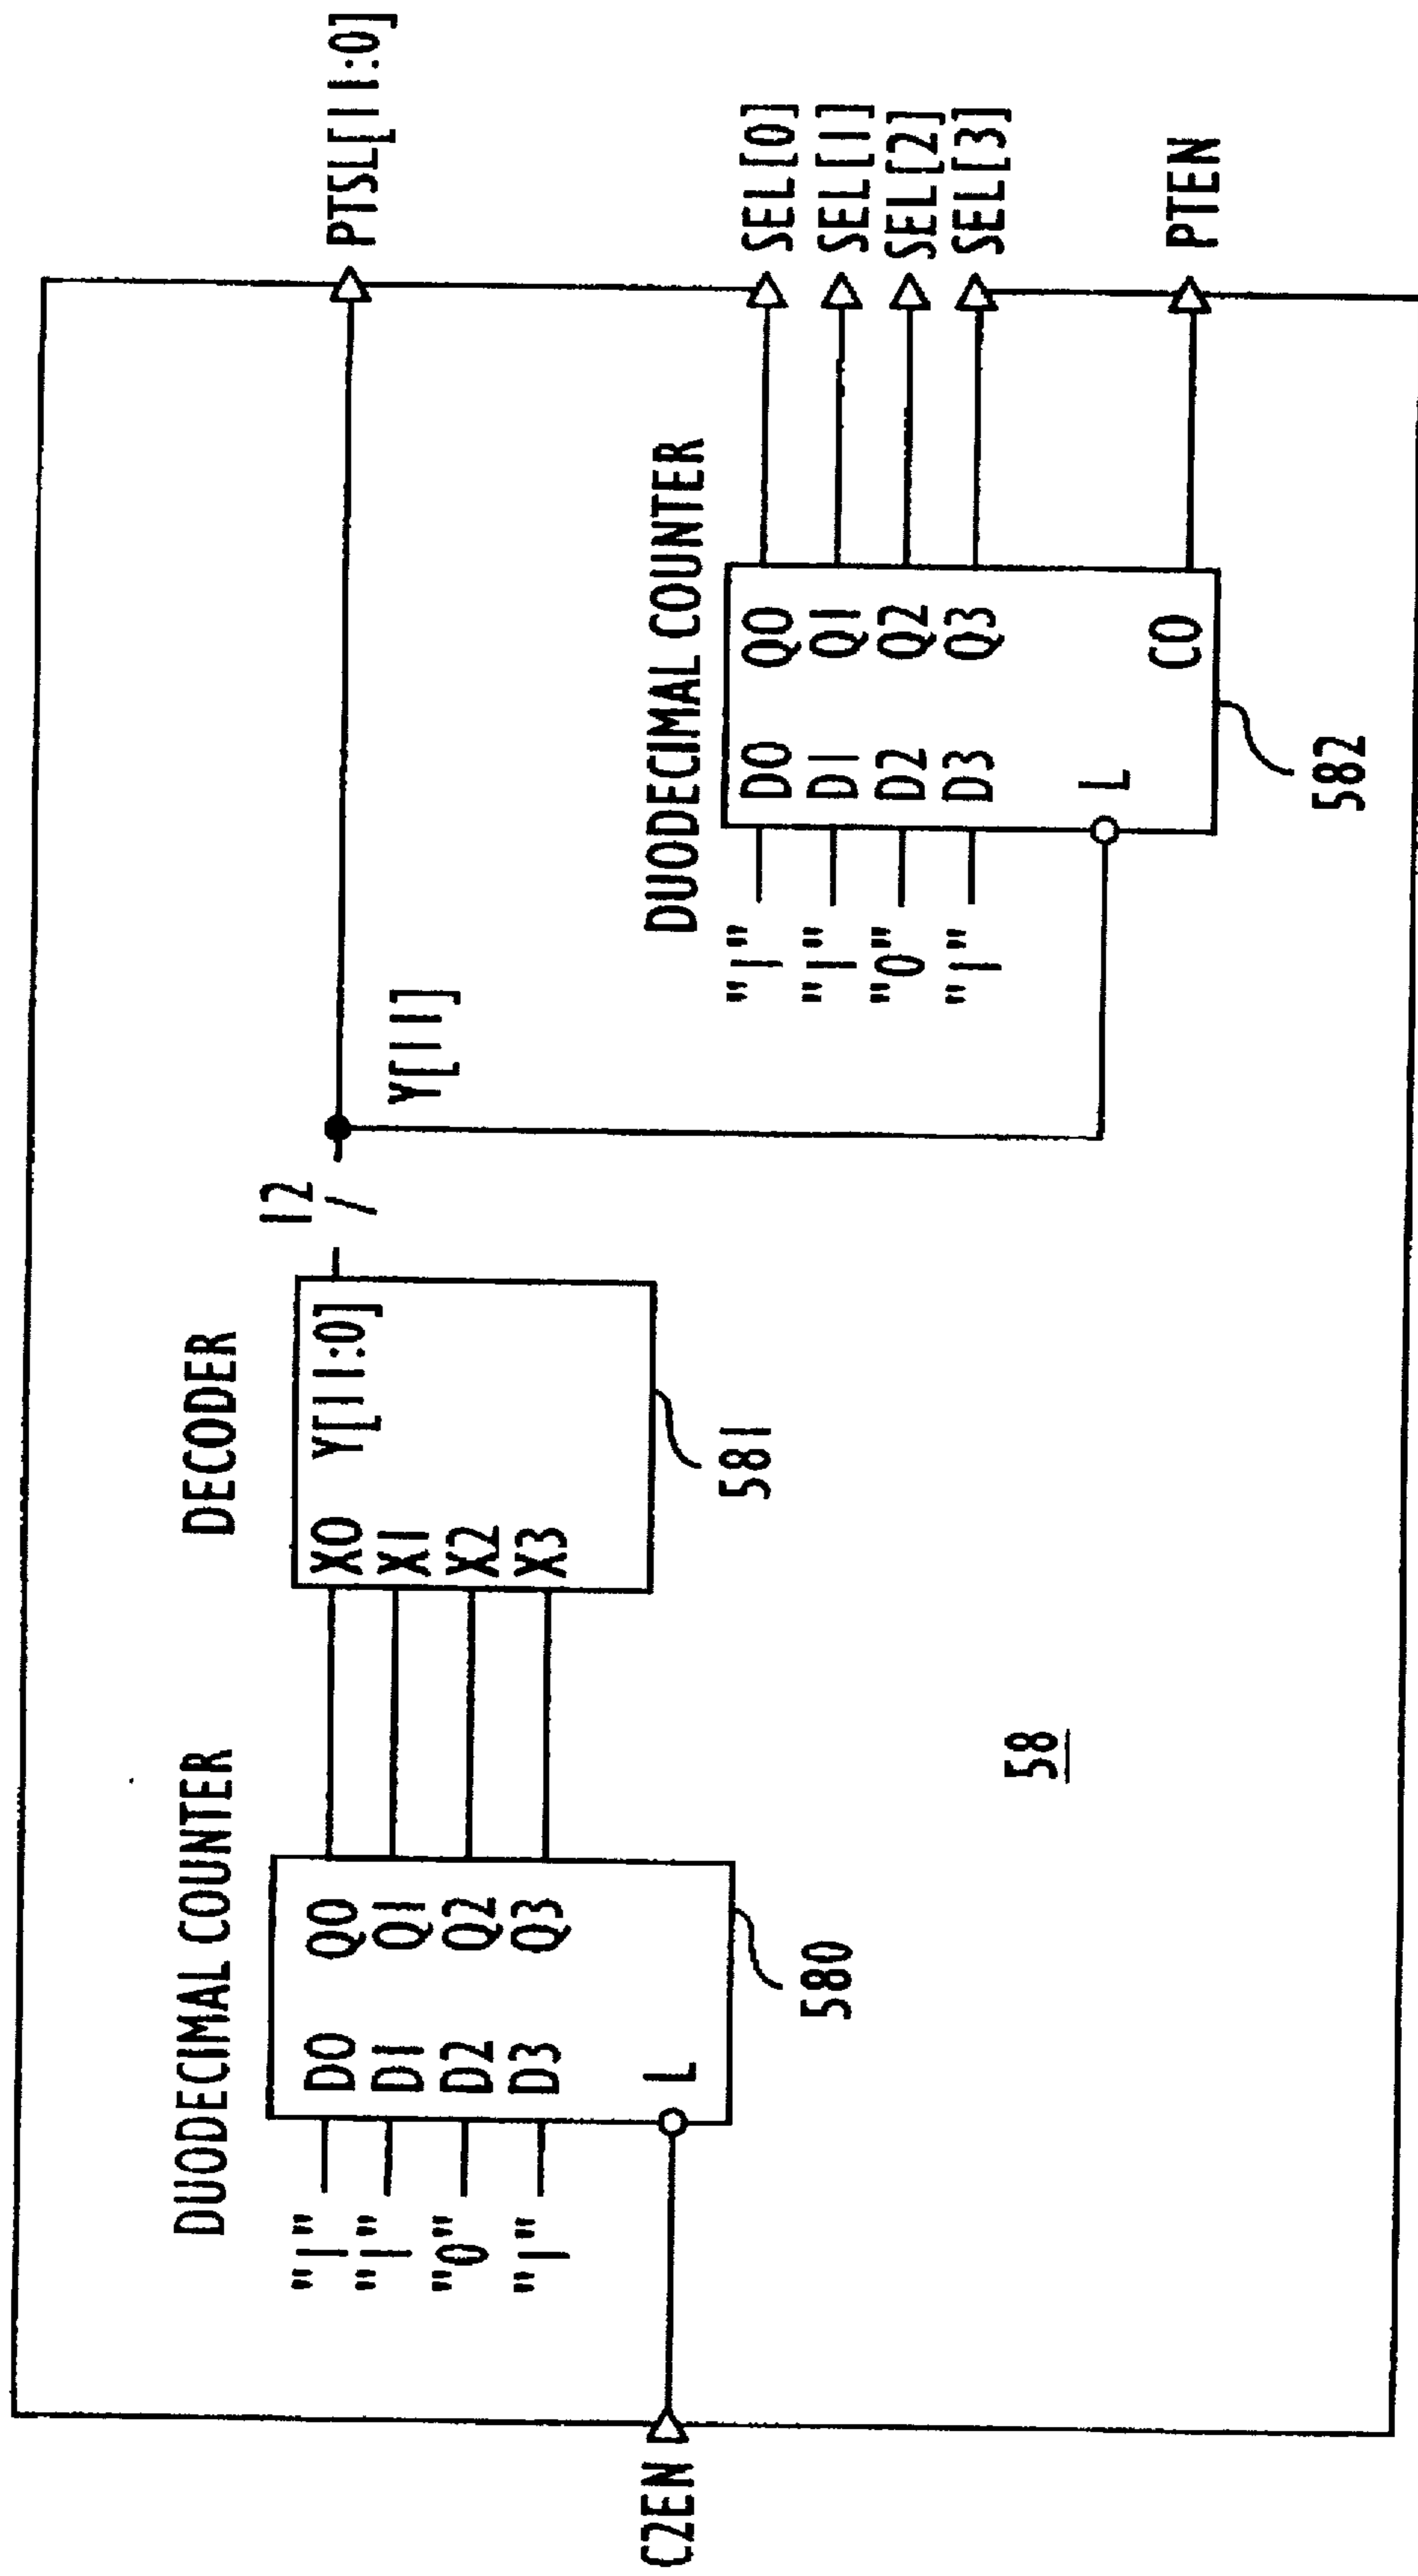 DUODECIMAL COUNTER
"1" D0 Q0
"1" D1 Q1
"0" D2 Q2
"1" D3 Q3
L
580
C2EN
DECODER
X0 Y[11:0]
X1
X2
X3
581
12
Y[11]
PTSL[11:0]
DUODECIMAL COUNTER
"1" D0 Q0 SEL[0]
"1" D1 Q1 SEL[1]
"0" D2 Q2 SEL[2]
"1" D3 Q3 SEL[3]
L CO PTEN
582
58